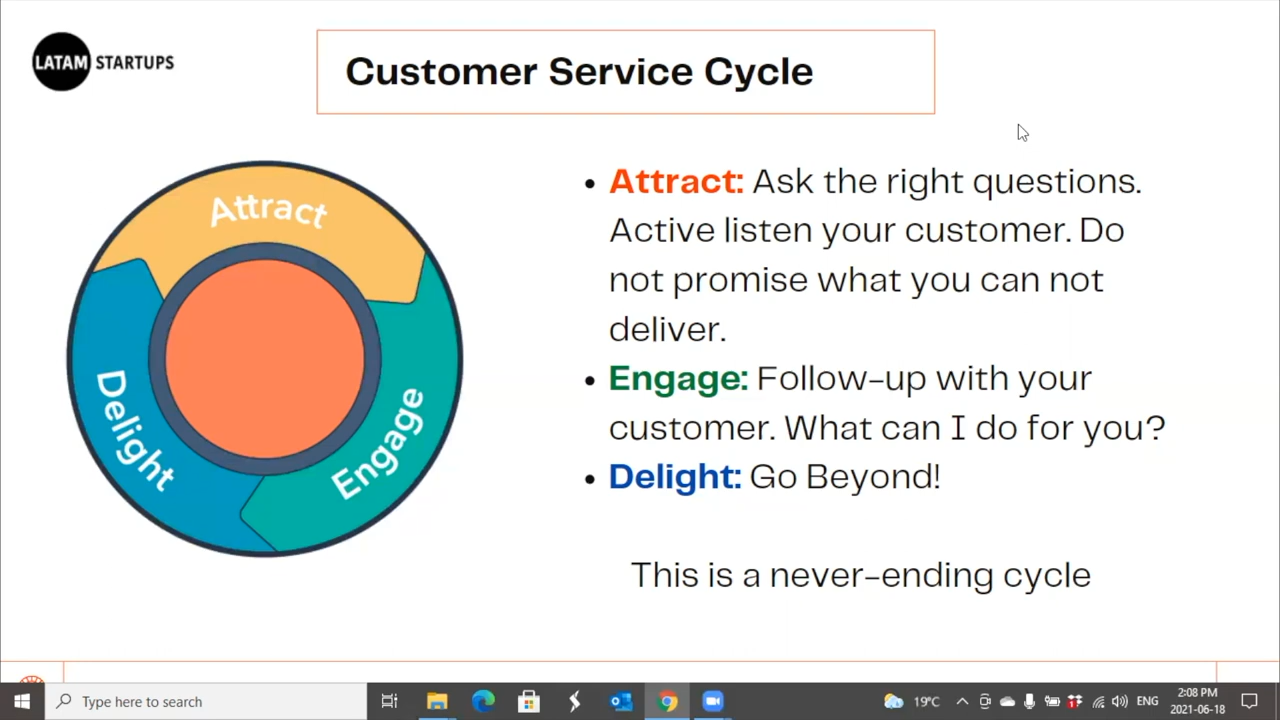 LATAM STARTUPS
Customer Service Cycle
Attract
Delight
Engage
Attract: Ask the right questions.
Active listen your customer. Do
not promise what you can not
deliver.
Engage: Follow-up with your
customer. What can I do for you?
Delight: Go Beyond!
This is a never-ending cycle
Type here to search
19°C
ENG
2:08 PM
2021-06-18